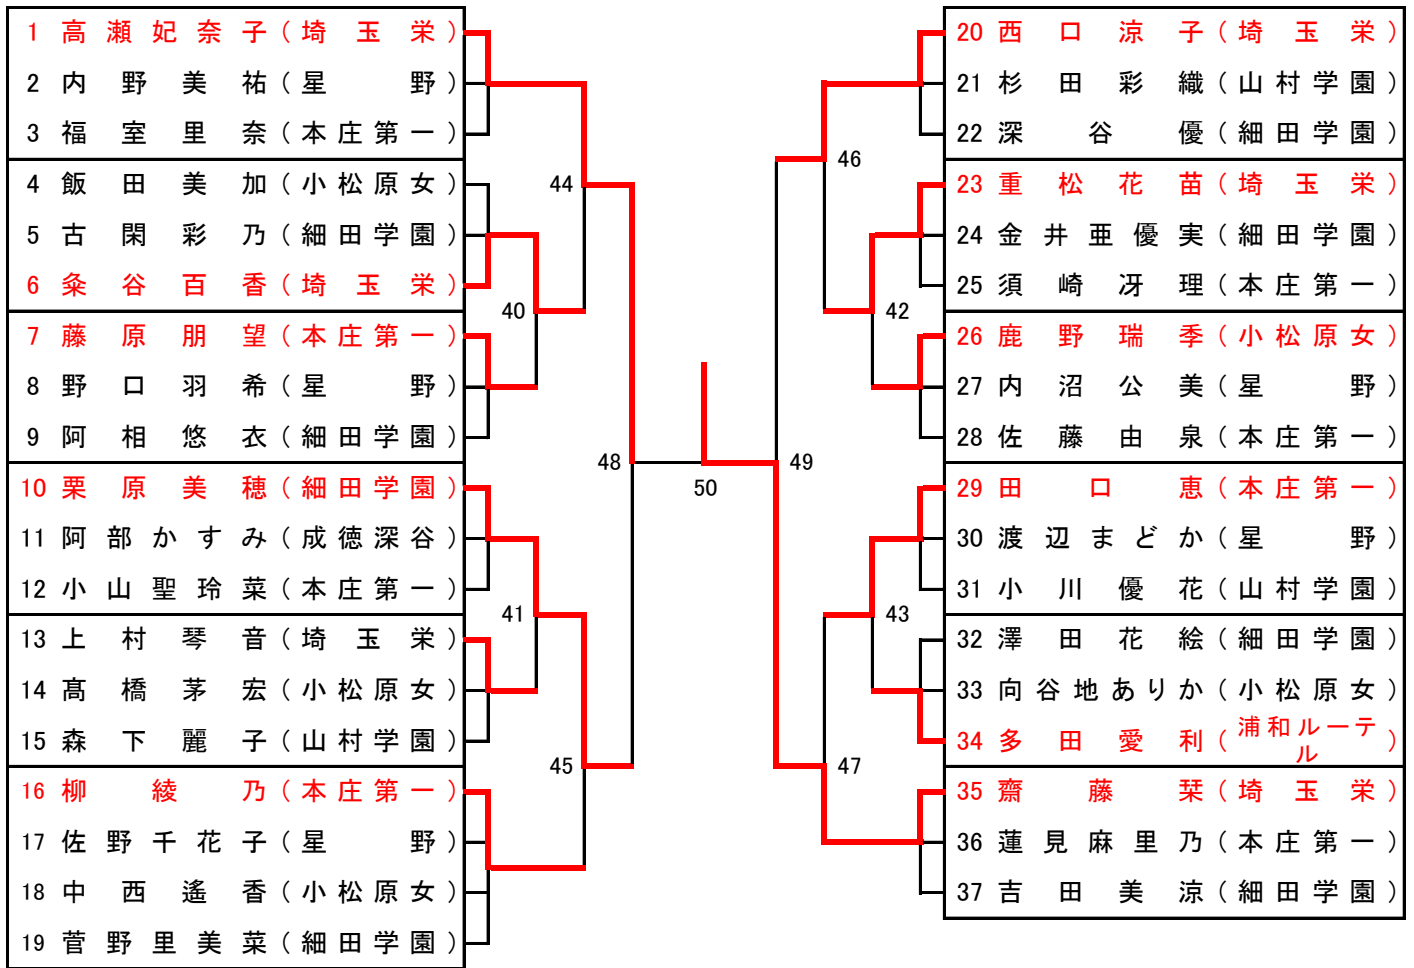 1 高瀬妃奈子(埼玉栄)
2 内野美祐(星野)
3 福室里奈(本庄第一)
4 飯田美加(小松原女)
5 古閑彩乃(細田学園)
6 粂谷百香(埼玉栄)
7 藤原朋望(本庄第一)
8 野口羽希(星野)
9 阿相悠衣(細田学園)
10 栗原美穂(細田学園)
11 阿部かすみ(成徳深谷)
12 小山聖玲菜(本庄第一)
13 上村琴音(埼玉栄)
14 髙橋茅宏(小松原女)
15 森下麗子(山村学園)
16 柳綾乃(本庄第一)
17 佐野千花子(星野)
18 中西遙香(小松原女)
19 菅野里美菜(細田学園)
44
40
48
41
45
50
46
42
49
43
47
20 西口涼子(埼玉栄)
21 杉田彩織(山村学園)
22 深谷優(細田学園)
23 重松花苗(埼玉栄)
24 金井亜優実(細田学園)
25 須崎冴理(本庄第一)
26 鹿野瑞季(小松原女)
27 内沼公美(星野)
28 佐藤由泉(本庄第一)
29 田口恵(本庄第一)
30 渡辺まどか(星野)
31 小川優花(山村学園)
32 澤田花絵(細田学園)
33 向谷地ありか(小松原女)
34 多田愛利(浦和ルーテル)
35 齋藤栞(埼玉栄)
36 蓮見麻里乃(本庄第一)
37 吉田美涼(細田学園)